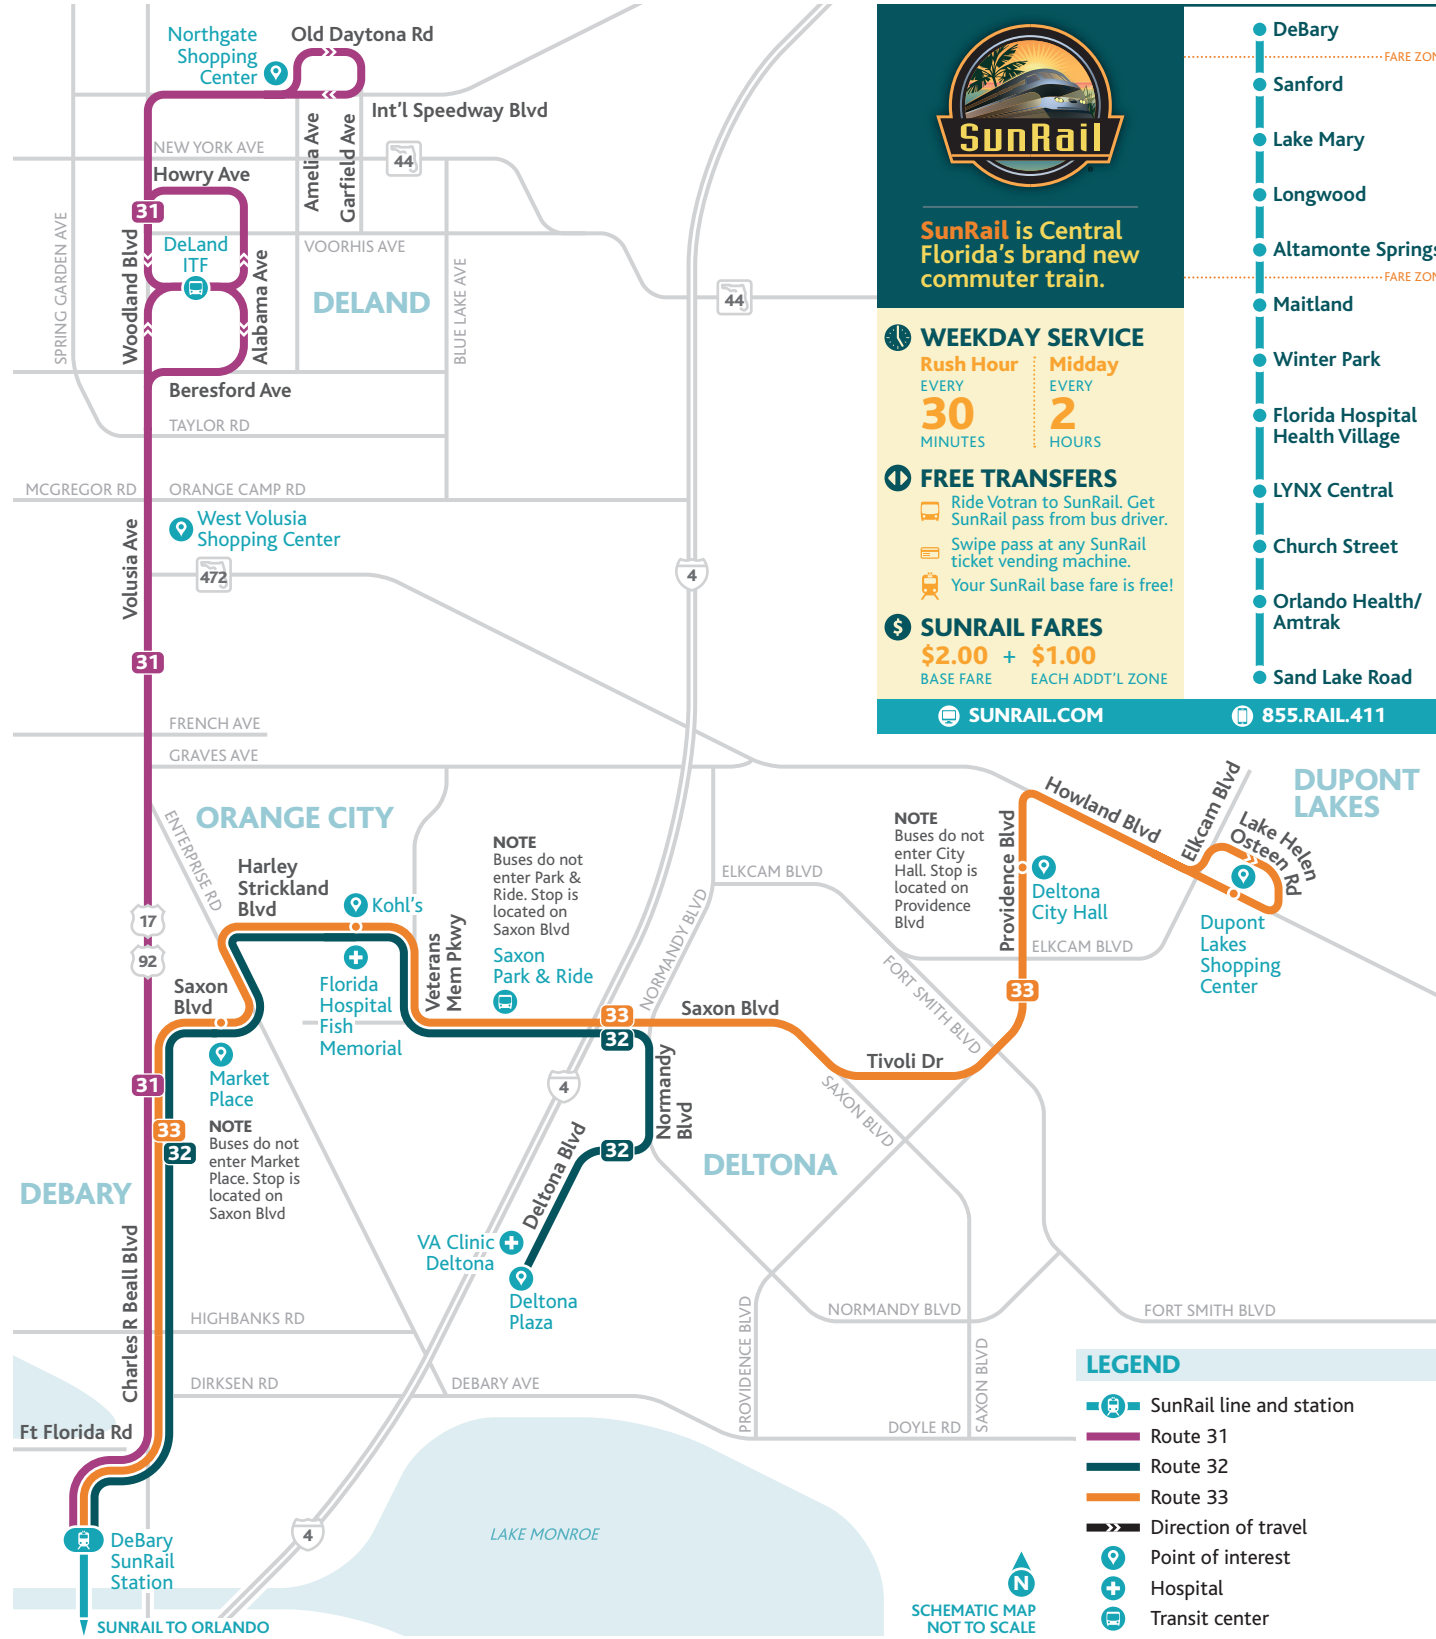 Northgate
Shopping
Center
Old Daytona Rd
Int'l Speedway Blvd
Amelia Ave
Garfield Ave
NEW YORK AVE
44
Howry Ave
31
SPRING GARDEN AVE
Woodland Blvd
DeLand
ITF
Alabama Ave
VOORHIS AVE
DELAND
BLUE LAKE AVE
44
Beresford Ave
TAYLOR RD
MCGREGOR RD
ORANGE CAMP RD
West Volusia
Shopping Center
Volusia Ave
472
4
31
FRENCH AVE
GRAVES AVE
SunRail
SunRail is Central
Florida's brand new
commuter train.
WEEKDAY SERVICE
Rush Hour
EVERY
30
MINUTES
Midday
EVERY
2
HOURS
FREE TRANSFERS
Ride Votran to SunRail. Get
SunRail pass from bus driver.
Swipe pass at any SunRail
ticket vending machine.
Your SunRail base fare is free!
$
SUNRAIL FARES
$2.00 + $1.00
BASE FARE
EACH ADDT'L ZONE
DeBary
FARE ZON
Sanford
Lake Mary
Longwood
Altamonte Springs
FARE ZON
Maitland
Winter Park
Florida Hospital
Health Village
LYNX Central
Church Street
Orlando Health/
Amtrak
Sand Lake Road
SUNRAIL.COM
855.RAIL.411
ORANGE CITY
ENTERPRISE RD
Harley
Strickland
Blvd
Kohl's
17
92
Saxon
Blvd
Florida
Hospital
Fish
Memorial
Veterans
Mem Pkwy
NOTE
Buses do not
enter Park &
Ride. Stop is
located on
Saxon Blvd
Saxon
Park & Ride
NORMANDY BLVD
ELKCAM BLVD
NOTE
Buses do not
enter City
Hall. Stop is
located on
Providence
Blvd
Providence Blvd
Deltona
City Hall
ELKCAM BLVD
Howland Blvd
Elkcam Blvd
DUPONT
LAKES
Lake Helen
Osteen Rd
Dupont
Lakes
Shopping
Center
33
FORT SMITH BLVD
33
32
Saxon Blvd
Tivoli Dr
SAXON BLVD
Market
Place
NOTE
Buses do not
enter Market
Place. Stop is
located on
Saxon Blvd
31
33
32
4
Normandy
Blvd
32
Deltona Blvd
DELTONA
DEBARY
VA Clinic
Deltona
Deltona
Plaza
Charles R Beall Blvd
HIGHBANKS RD
DIRKSEN RD
DEBARY AVE
PROVIDENCE BLVD
NORMANDY BLVD
SAXON BLVD
FORT SMITH BLVD
DOYLE RD
Ft Florida Rd
DeBary
SunRail
Station
SUNRAIL TO ORLANDO
4
LAKE MONROE
N
SCHEMATIC MAP
NOT TO SCALE
LEGEND
SunRail line and station
Route 31
Route 32
Route 33
Direction of travel
Point of interest
Hospital
Transit center